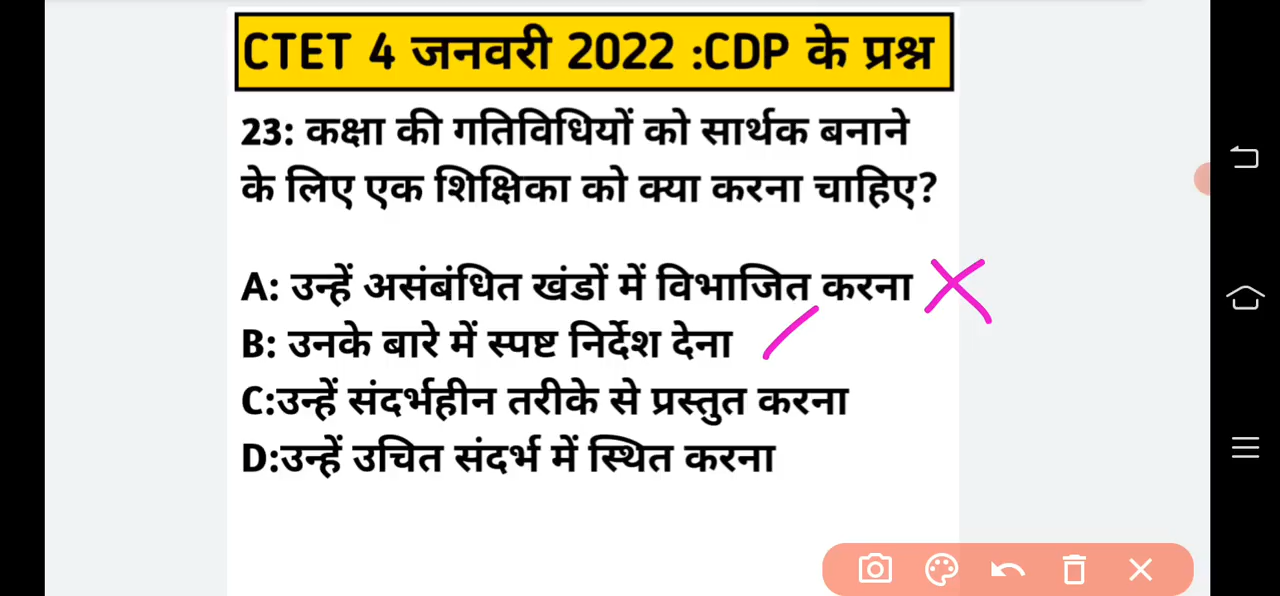 CTET 4 जनवरी 2022 :CDP के प्रश्न
23: कक्षा की गतिविधियों को सार्थक बनाने
के लिए एक शिक्षिका को क्या करना चाहिए?
A: उन्हें असंबंधित खंडों में विभाजित करना
B: उनके बारे में स्पष्ट निर्देश देना
C:उन्हें संदर्भहीन तरीके से प्रस्तुत करना
D:उन्हें उचित संदर्भ में स्थित करना